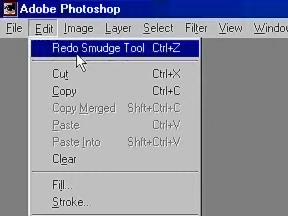 Adobe Photoshop
File Edit Image Layer Select Filter View Window
Redo Smudge Tool Ctrl+Z
Cut Ctrl+X
Copy Ctrl+C
Copy Merged Shft+Ctrl+C
Paste Ctrl+V
Paste Into Shft+Ctrl+V
Clear
Fill...
Stroke...